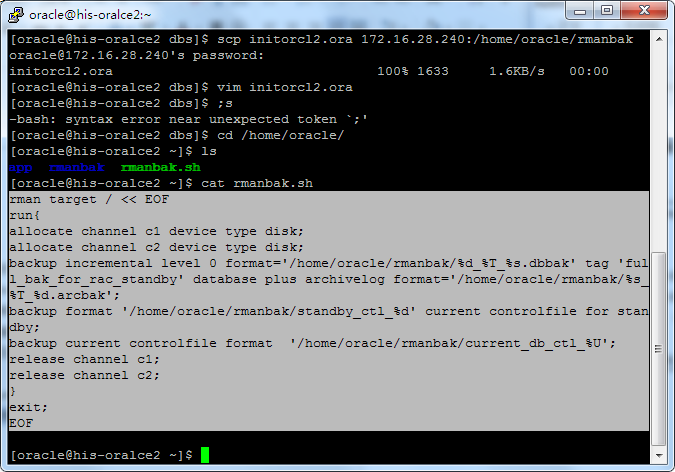 oracle@his-oralce2:~
[oracle@his-oralce2 dbs]$ scp initorcl2.ora 172.16.28.240:/home/oracle/rmanbak
oracle@172.16.28.240's password:
initorcl2.ora 100% 1633 1.6KB/s 00:00
[oracle@his-oralce2 dbs]$ vim initorcl2.ora
[oracle@his-oralce2 dbs]$ ;s
-bash: syntax error near unexpected token `;'
[oracle@his-oralce2 dbs]$ cd /home/oracle/
[oracle@his-oralce2 ~]$ ls
app rmanbak rmanbak.sh
[oracle@his-oralce2 ~]$ cat rmanbak.sh
rman target / << EOF
run{
allocate channel c1 device type disk;
allocate channel c2 device type disk;
backup incremental level 0 format='/home/oracle/rmanbak/%d_%T_%s.dbbak' tag 'ful
l_bak_for_rac_standby' database plus archivelog format='/home/oracle/rmanbak/%s_
%T_%d.arcbak';
backup format '/home/oracle/rmanbak/standby_ctl_%d' current controlfile for stan
dby;
backup current controlfile format  '/home/oracle/rmanbak/current_db_ctl_%U';
release channel c1;
release channel c2;
}
exit;
EOF
[oracle@his-oralce2 ~]$